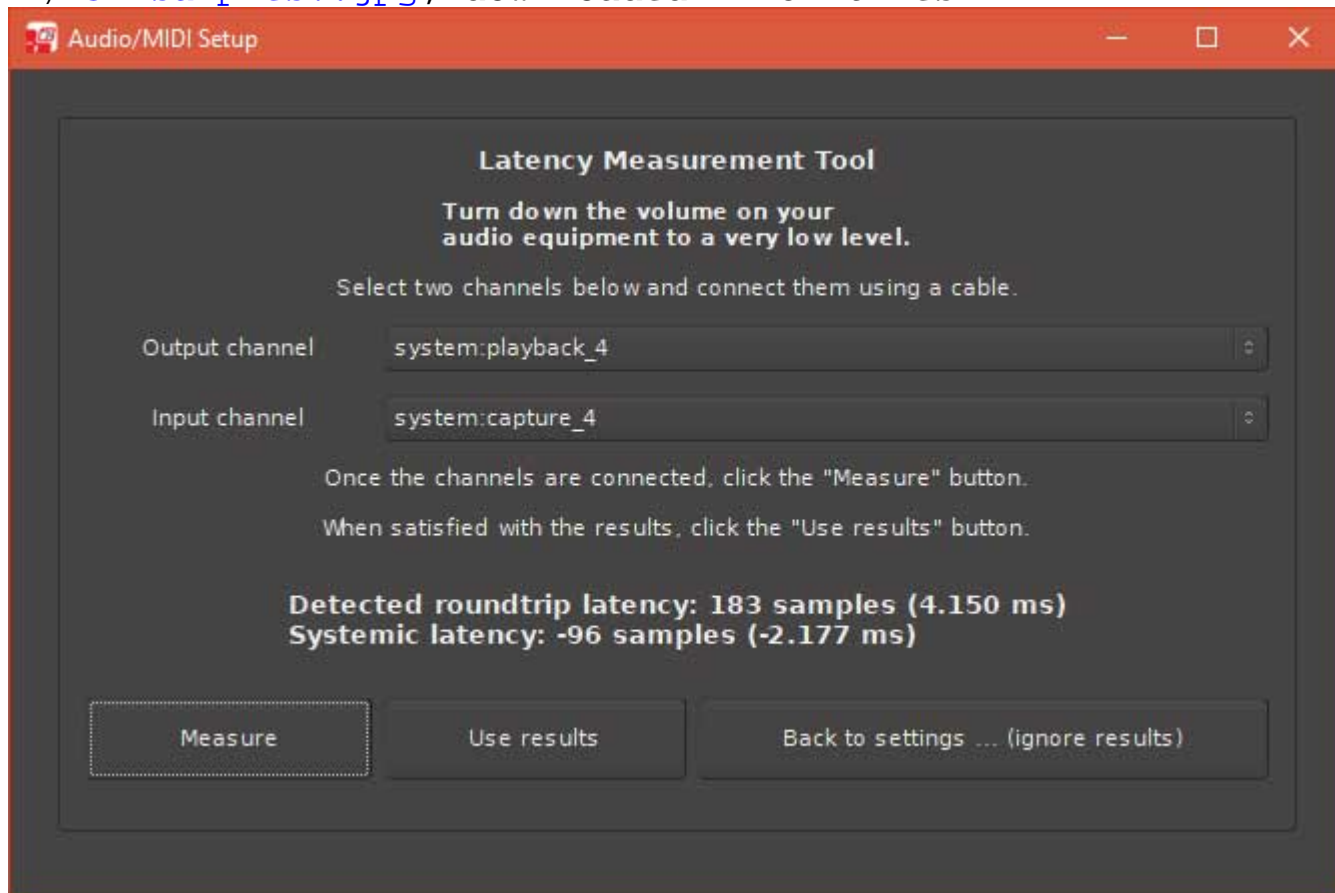 Audio/MIDI Setup
Latency Measurement Tool
Turn down the volume on your
audio equipment to a very low level.
Select two channels below and connect them using a cable.
Output channel system:playback_4
Input channel system:capture_4
Once the channels are connected, click the "Measure" button.
When satisfied with the results, click the "Use results" button.
Detected roundtrip latency: 183 samples (4.150 ms)
Systemic latency: -96 samples (-2.177 ms)
Measure Use results Back to settings ... (ignore results)